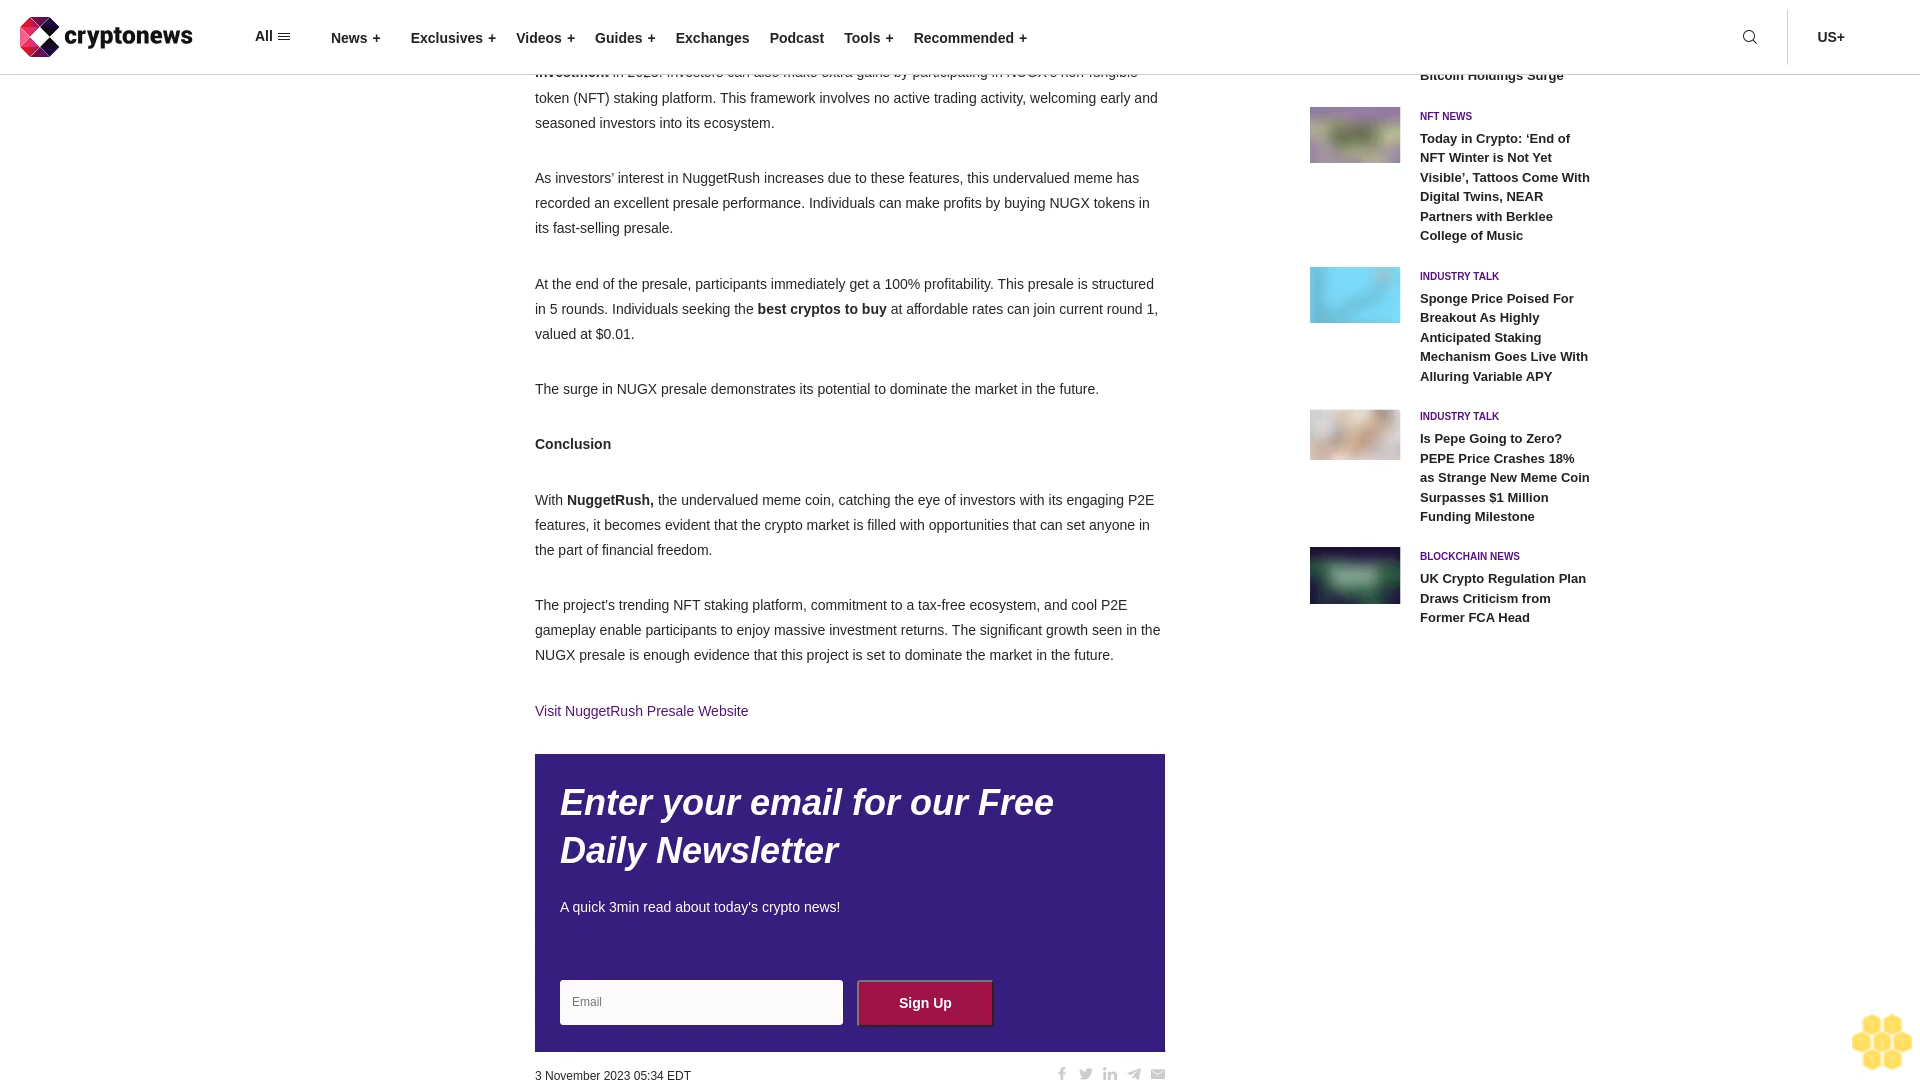 cryptonews
All
News +
Exclusives +
Videos +
Guides +
Exchanges
Podcast
Tools +
Recommended +
US+
token (NFT) staking platform. This framework involves no active trading activity, welcoming early and
seasoned investors into its ecosystem.
As investors’ interest in NuggetRush increases due to these features, this undervalued meme has
recorded an excellent presale performance. Individuals can make profits by buying NUGX tokens in
its fast-selling presale.
At the end of the presale, participants immediately get a 100% profitability. This presale is structured
in 5 rounds. Individuals seeking the best cryptos to buy at affordable rates can join current round 1,
valued at $0.01.
The surge in NUGX presale demonstrates its potential to dominate the market in the future.
Conclusion
With NuggetRush, the undervalued meme coin, catching the eye of investors with its engaging P2E
features, it becomes evident that the crypto market is filled with opportunities that can set anyone in
the part of financial freedom.
The project’s trending NFT staking platform, commitment to a tax-free ecosystem, and cool P2E
gameplay enable participants to enjoy massive investment returns. The significant growth seen in the
NUGX presale is enough evidence that this project is set to dominate the market in the future.
Visit NuggetRush Presale Website
Enter your email for our Free
Daily Newsletter
A quick 3min read about today's crypto news!
Email
Sign Up
3 November 2023 05:34 EDT
Bitcoin Holdings Surge
NFT NEWS
Today in Crypto: ‘End of
NFT Winter is Not Yet
Visible’, Tattoos Come With
Digital Twins, NEAR
Partners with Berklee
College of Music
INDUSTRY TALK
Sponge Price Poised For
Breakout As Highly
Anticipated Staking
Mechanism Goes Live With
Alluring Variable APY
INDUSTRY TALK
Is Pepe Going to Zero?
PEPE Price Crashes 18%
as Strange New Meme Coin
Surpasses $1 Million
Funding Milestone
BLOCKCHAIN NEWS
UK Crypto Regulation Plan
Draws Criticism from
Former FCA Head